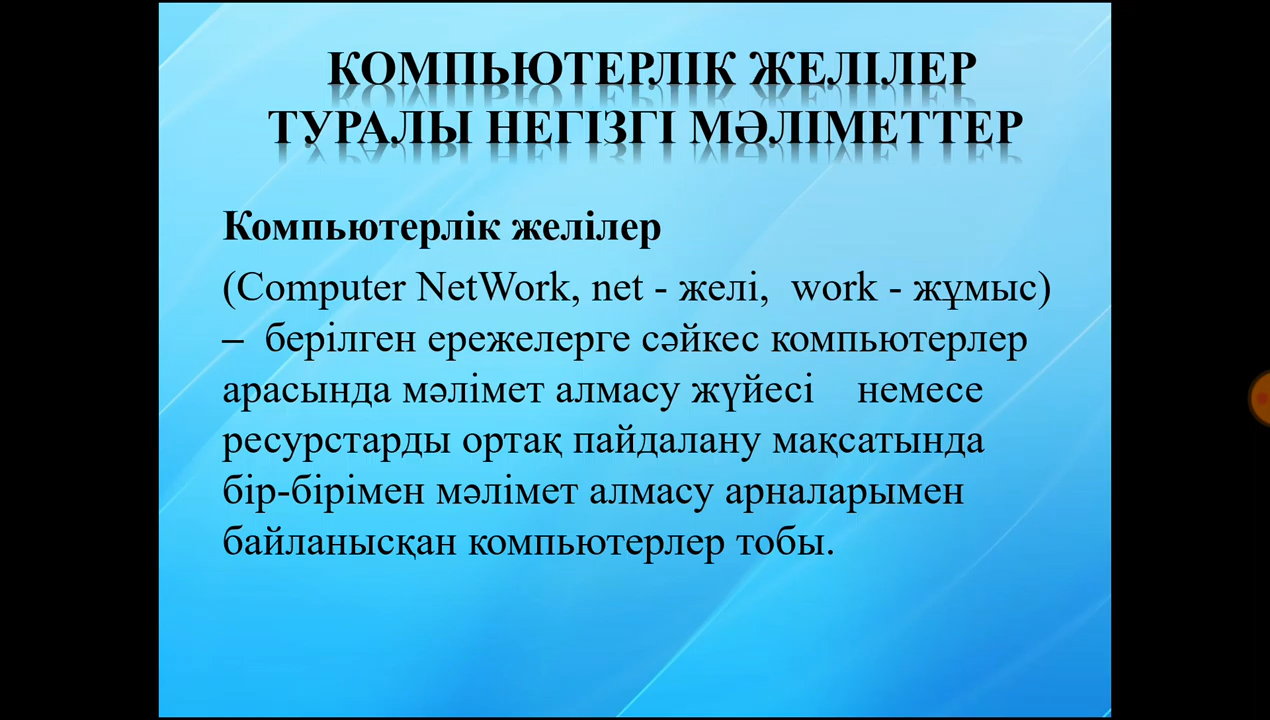 КОМПЬЮТЕРЛІК ЖЕЛІЛЕР
ТУРАЛЫ НЕГІЗГІ МӘЛІМЕТТЕР
Компьютерлік желілер
(Computer NetWork, net - желі, work - жұмыс)
– берілген ережелерге сәйкес компьютерлер
арасында мәлімет алмасу жүйесі немесе
ресурстарды ортақ пайдалану мақсатында
бір-бірімен мәлімет алмасу арналарымен
байланысқан компьютерлер тобы.